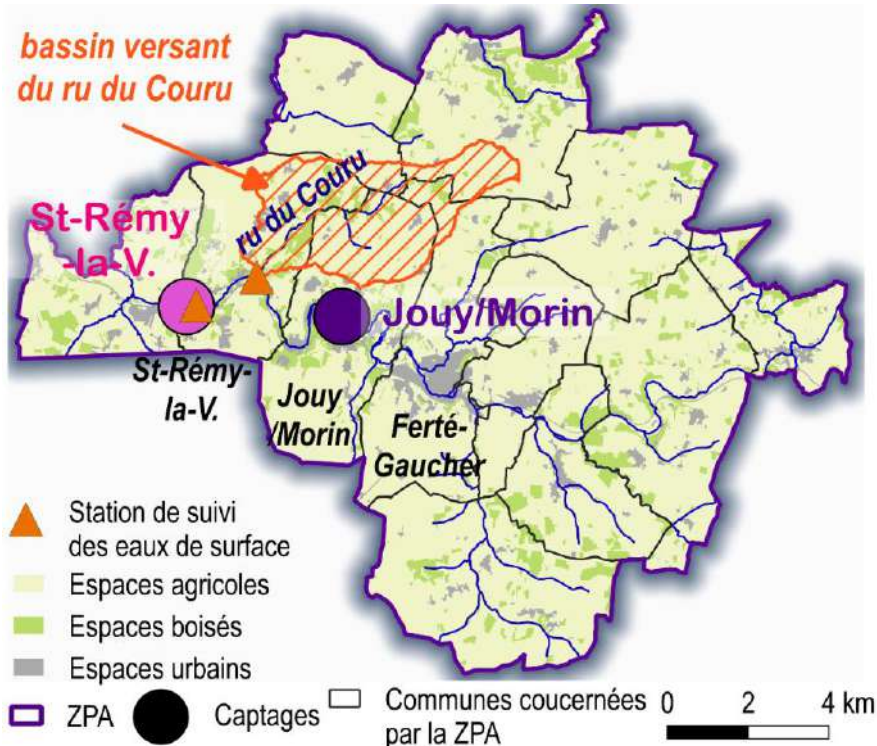 bassin versant
du ru du Couru
ru du Couru
St-Rémy
-la-V.
Jouy/Morin
St-Rémy-
la-V.
Jouy
/Morin
Ferté-
Gaucher
Station de suivi
des eaux de surface
Espaces agricoles
Espaces boisés
Espaces urbains
ZPA
Captages
Communes coucernées
par la ZPA
0 2 4 km